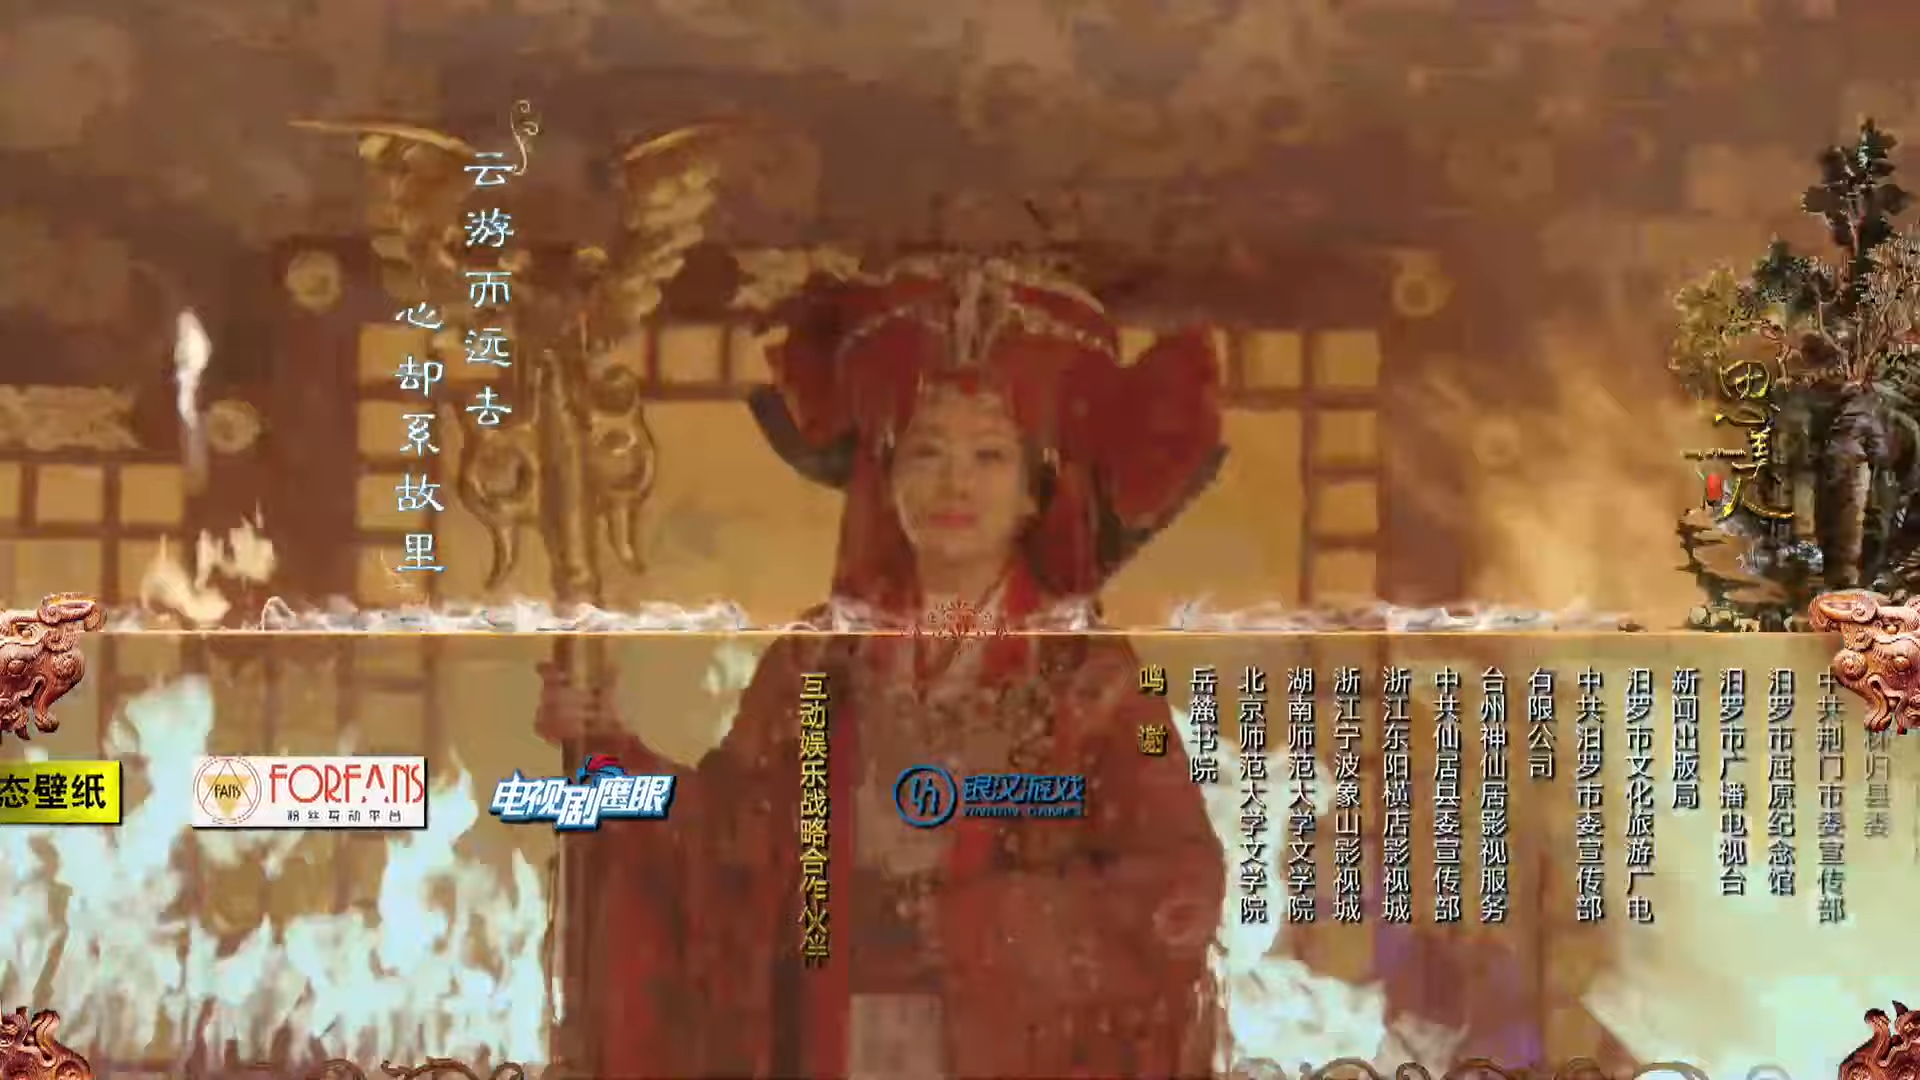 云游而远去
心却系故里
思美人
态壁纸
FANS
FORFANS
粉丝互动平台
电视剧鹰眼
互动娱乐战略合作伙伴
银汉游戏
YINHAN GAMES
鸣谢
岳麓书院
北京师范大学文学院
湖南师范大学文学院
浙江宁波象山影视城
浙江东阳横店影视城
中共仙居县委宣传部
台州神仙居影视服务
有限公司
中共汨罗市委宣传部
汨罗市文化旅游广电
新闻出版局
汨罗市广播电视台
汨罗市屈原纪念馆
中共荆门市委宣传部
秭归县委